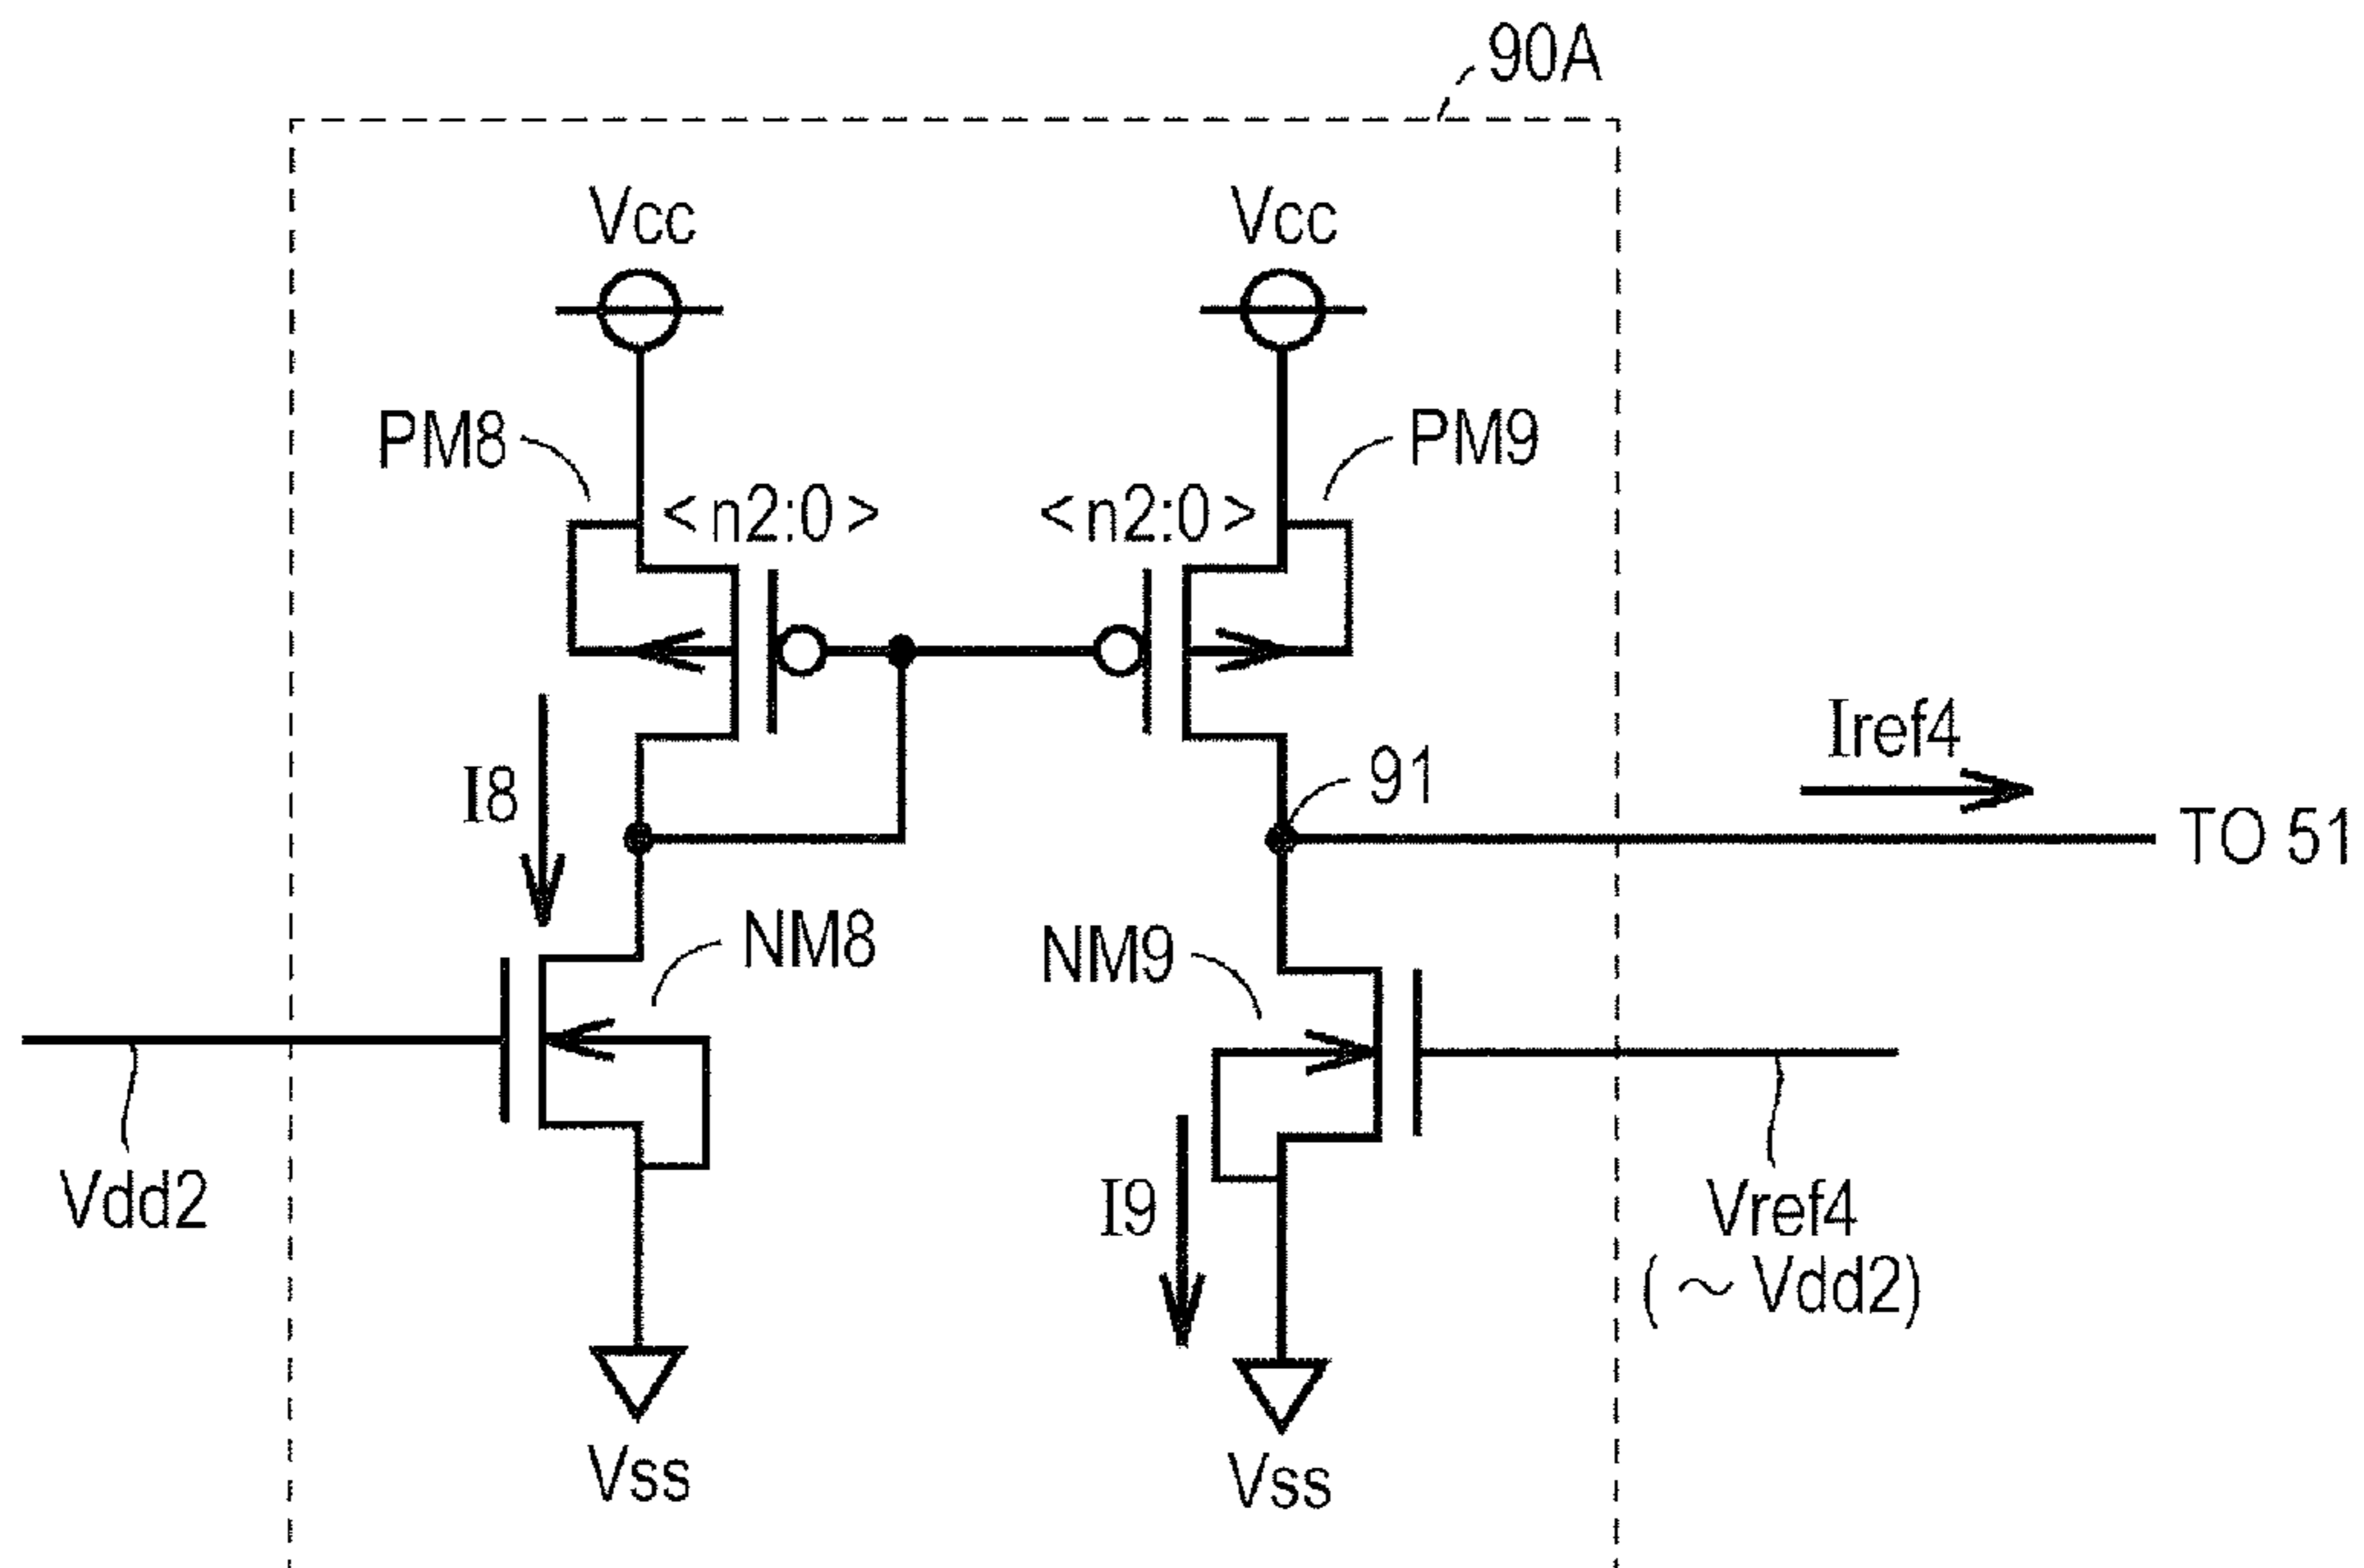 90A
Vcc
Vcc
PM8
PM9
<n2:0>
<n2:0>
Iref4
91
I8
TO 51
NM8
NM9
Vdd2
I9
Vref4
(~Vdd2)
Vss
Vss